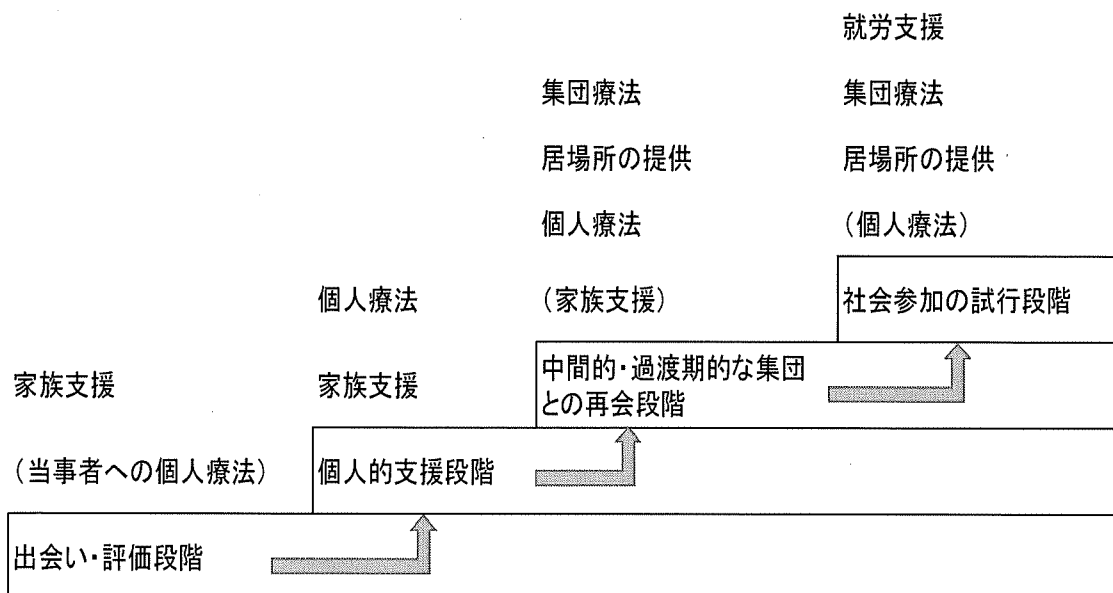 就労支援
集団療法
集団療法
居場所の提供
居場所の提供
個人療法
（個人療法）
個人療法
（家族支援）
社会参加の試行段階
家族支援
家族支援
中間的・過渡期的な集団
との再会段階
（当事者への個人療法）
個人的支援段階
出会い・評価段階